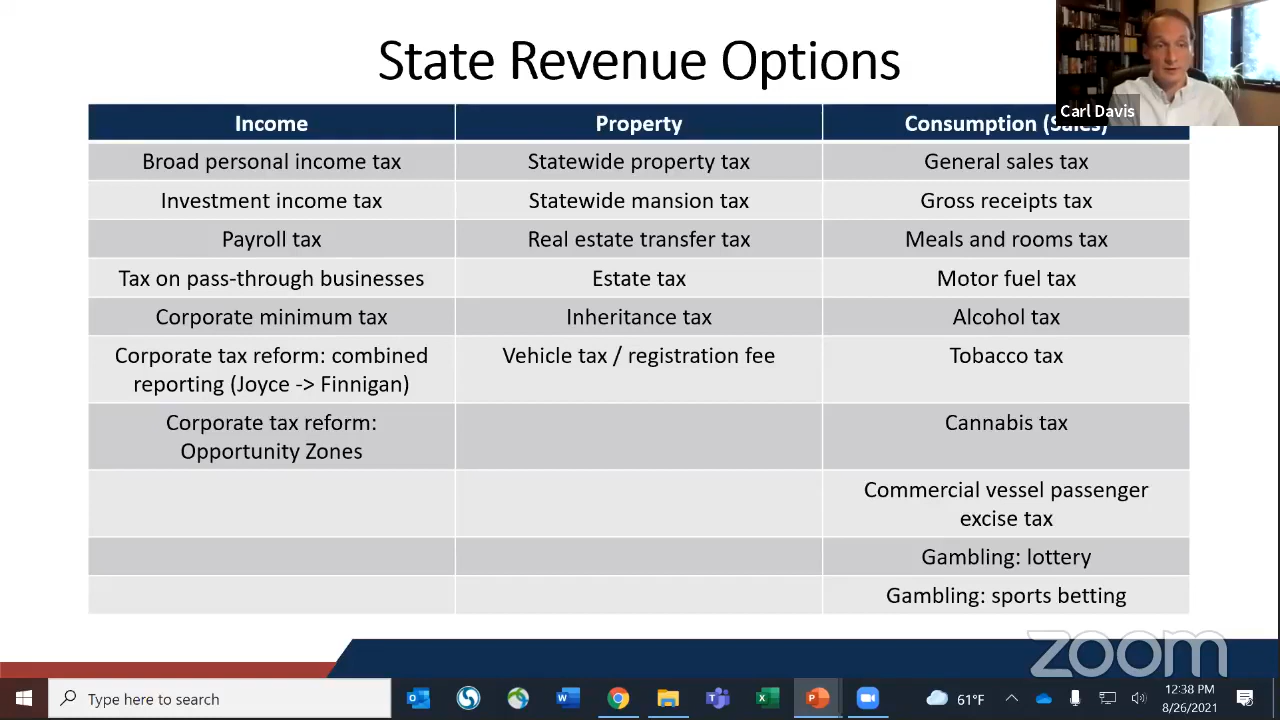 State Revenue Options
Carl Davis
Income
Property
Consumption (Sales)
Broad personal income tax
Statewide property tax
General sales tax
Investment income tax
Statewide mansion tax
Gross receipts tax
Payroll tax
Real estate transfer tax
Meals and rooms tax
Tax on pass-through businesses
Estate tax
Motor fuel tax
Corporate minimum tax
Inheritance tax
Alcohol tax
Corporate tax reform: combined
reporting (Joyce -> Finnigan)
Vehicle tax / registration fee
Tobacco tax
Corporate tax reform:
Opportunity Zones
Cannabis tax
Commercial vessel passenger
excise tax
Gambling: lottery
Gambling: sports betting
zoom
Type here to search
61°F
12:38 PM
8/26/2021